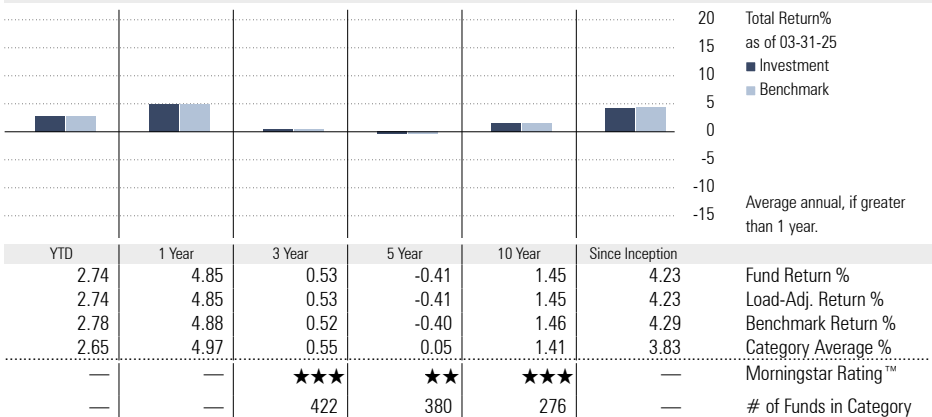 20
15
10
5
0
-5
-10
-15
Total Return%
as of 03-31-25
Investment
Benchmark
Average annual, if greater
than 1 year.
YTD 1 Year 3 Year 5 Year 10 Year Since Inception
2.74 4.85 0.53 -0.41 1.45 4.23 Fund Return %
2.74 4.85 0.53 -0.41 1.45 4.23 Load-Adj. Return %
2.78 4.88 0.52 -0.40 1.46 4.29 Benchmark Return %
2.65 4.97 0.55 0.05 1.41 3.83 Category Average %
— — ★★★ ★★ ★★★ — Morningstar Rating™
— — 422 380 276 — # of Funds in Category